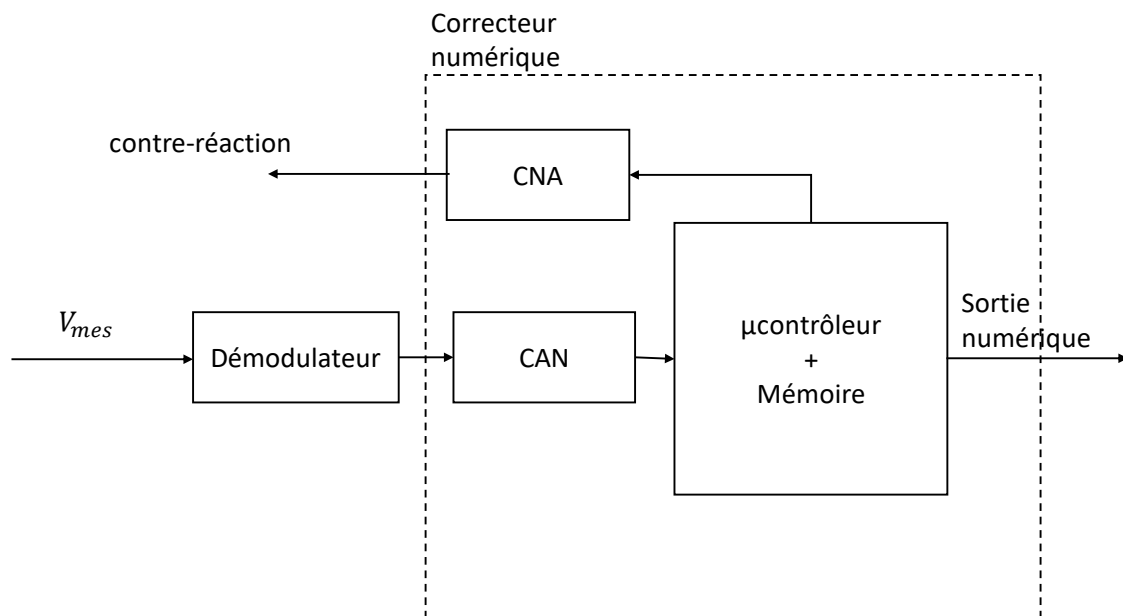 Correcteur
numérique
contre-réaction
CNA
V_mes
Démodulateur
CAN
µcontrôleur
+
Mémoire
Sortie
numérique